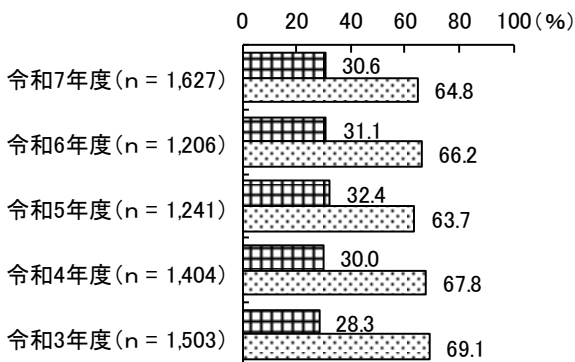 0 20 40 60 80 100(%)
令和7年度(n = 1,627) 30.6
64.8
令和6年度(n = 1,206) 31.1
66.2
令和5年度(n = 1,241) 32.4
63.7
令和4年度(n = 1,404) 30.0
67.8
令和3年度(n = 1,503) 28.3
69.1